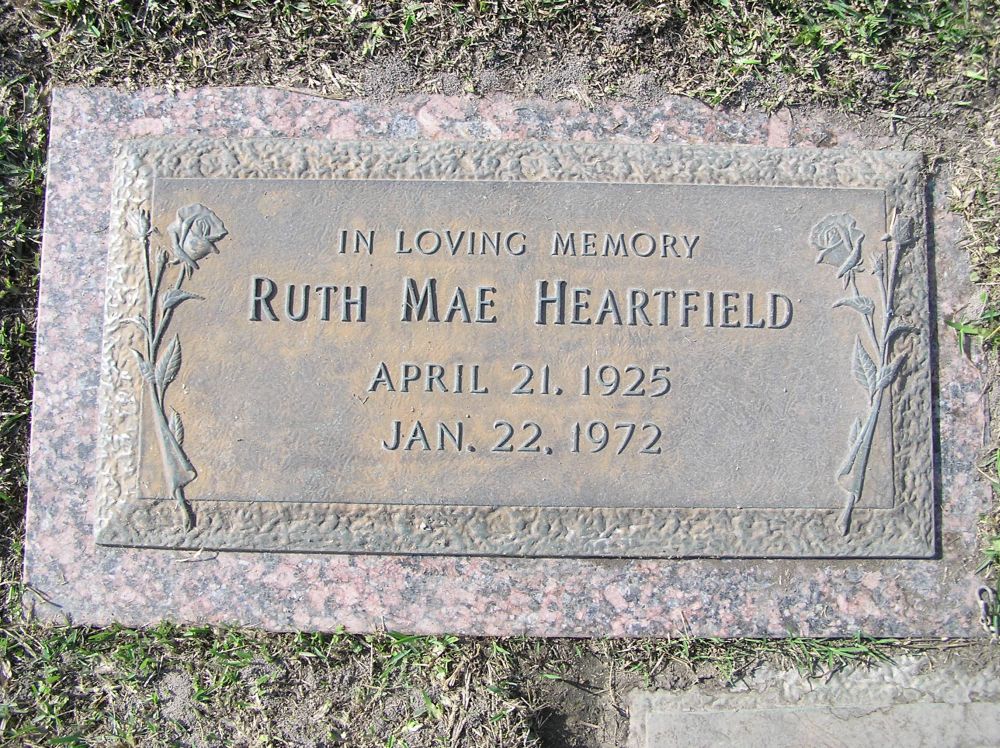 IN LOVING MEMORY
RUTH MAE HEARTFIELD
APRIL 21, 1925
JAN. 22, 1972